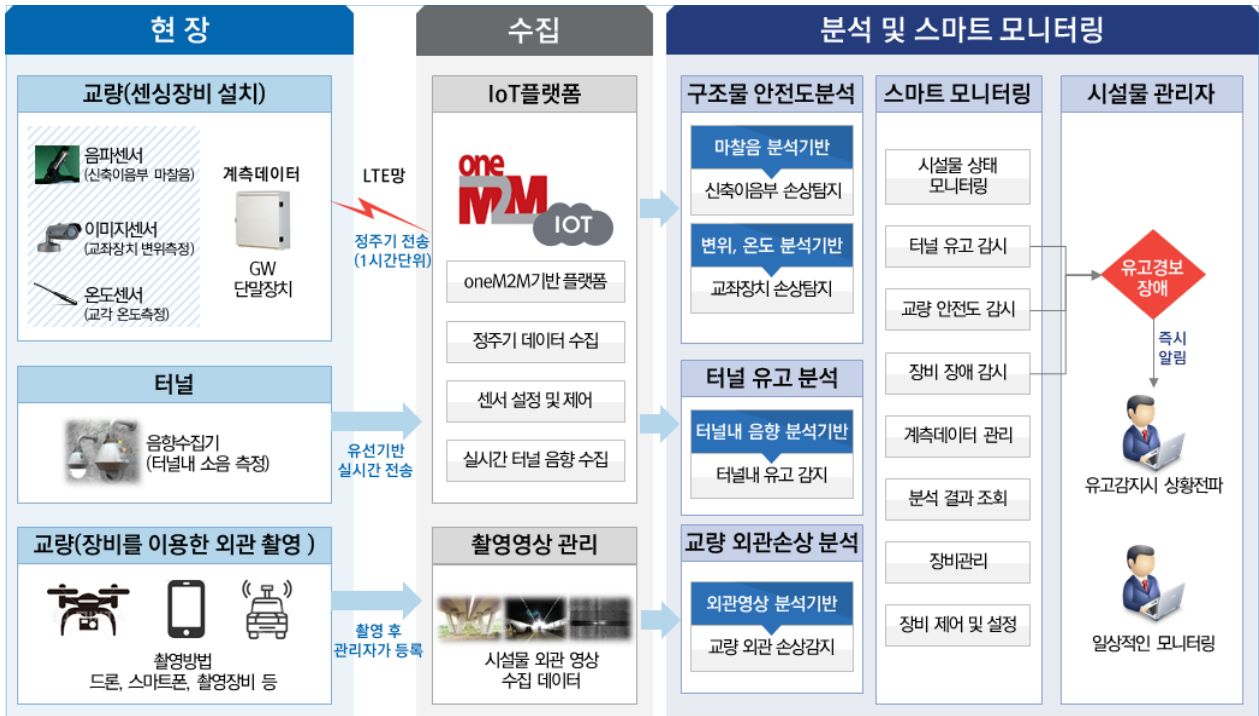 현 장
수집
분석 및 스마트 모니터링
교량(센싱장비 설치)
음파센서
(신축이음부 마찰음)
이미지센서
(교좌장치 변위측정)
온도센서
(교각 온도측정)
계측데이터
GW
단말장치
LTE망
정주기 전송
(1시간단위)
터널
음향수집기
(터널내 소음 측정)
유선기반
실시간 전송
교량(장비를 이용한 외관 촬영 )
촬영방법
드론, 스마트폰, 촬영장비 등
촬영 후
관리자가 등록
IoT플랫폼
one
M2M
IOT
oneM2M기반 플랫폼
정주기 데이터 수집
센서 설정 및 제어
실시간 터널 음향 수집
촬영영상 관리
시설물 외관 영상
수집 데이터
구조물 안전도분석
마찰음 분석기반
신축이음부 손상탐지
변위, 온도 분석기반
교좌장치 손상탐지
터널 유고 분석
터널내 음향 분석기반
터널내 유고 감지
교량 외관손상 분석
외관영상 분석기반
교량 외관 손상감지
스마트 모니터링
시설물 상태
모니터링
터널 유고 감시
교량 안전도 감시
장비 장애 감시
계측데이터 관리
분석 결과 조회
장비관리
장비 제어 및 설정
시설물 관리자
유고경보
장애
즉시
알림
유고감지시 상황전파
일상적인 모니터링